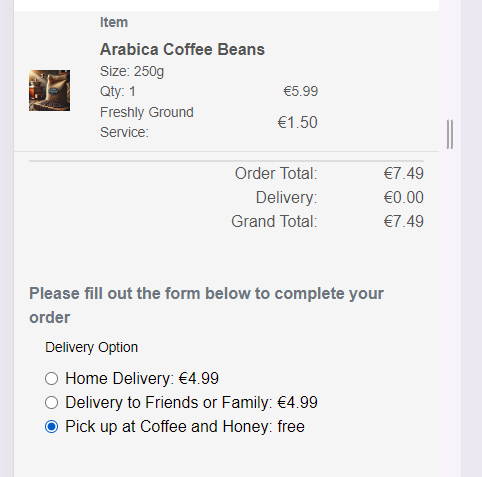 Item
Arabica Coffee Beans
Size: 250g
Qty: 1 €5.99
Freshly Ground
Service: €1.50
Order Total: €7.49
Delivery: €0.00
Grand Total: €7.49
Please fill out the form below to complete your
order
Delivery Option
Home Delivery: €4.99
Delivery to Friends or Family: €4.99
Pick up at Coffee and Honey: free